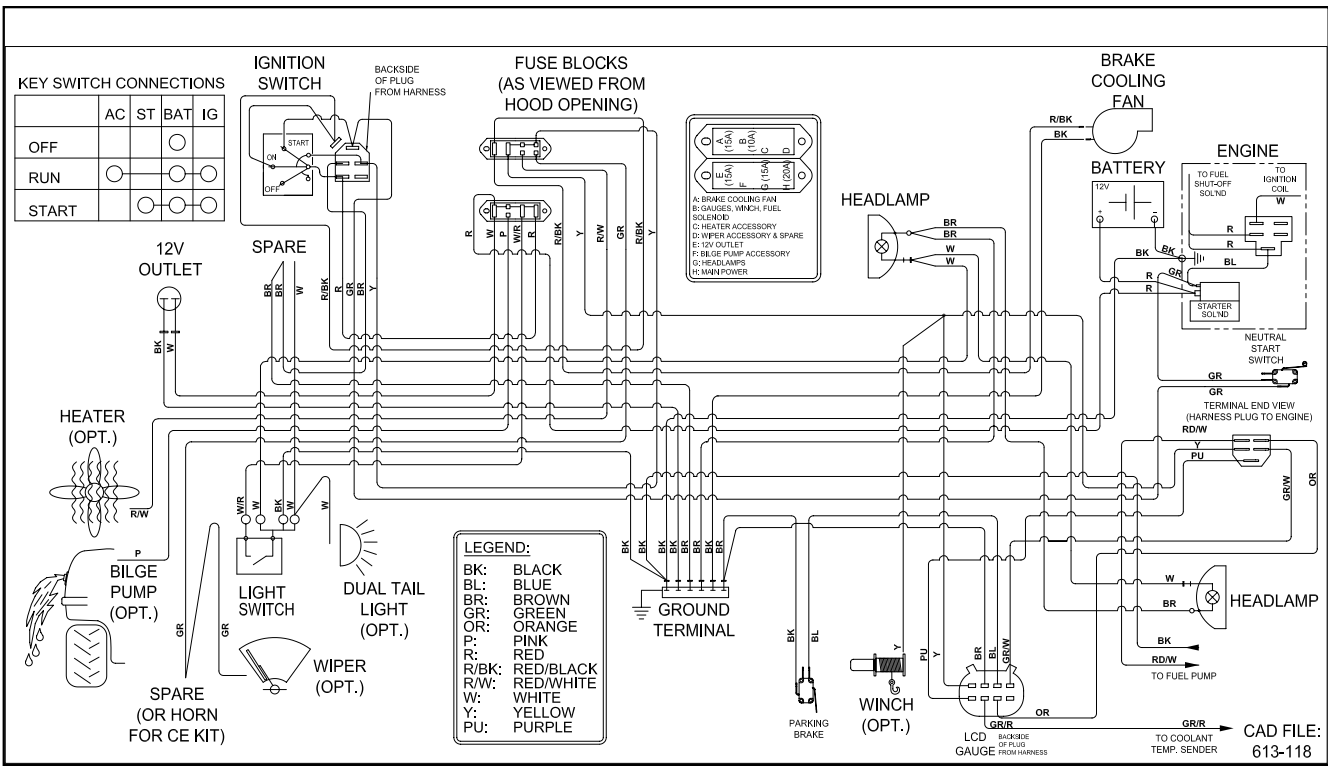 KEY SWITCH CONNECTIONS
AC ST BAT IG
OFF
RUN
START
IGNITION
SWITCH
BACKSIDE
OF PLUG
FROM HARNESS
START
ON
OFF
FUSE BLOCKS
(AS VIEWED FROM
HOOD OPENING)
A (15A)
B (10A)
C
D
E (15A)
F
G (15A)
H (20A)
A: BRAKE COOLING FAN
B: GAUGES, WINCH, FUEL
SOLENOID
C: HEATER ACCESSORY
D: WIPER ACCESSORY & SPARE
E: 12V OUTLET
F: BILGE PUMP ACCESSORY
G: HEADLAMPS
H: MAIN POWER
BRAKE
COOLING
FAN
R/BK
BK
BATTERY
12V
+
-
ENGINE
TO FUEL
SHUT-OFF
SOL'ND
TO
IGNITION
COIL
W
R
R
BL
BK
BK
GR
R
R
STARTER
SOL'ND
NEUTRAL
START
SWITCH
GR
GR
HEADLAMP
BR
BR
W
W
12V
OUTLET
BK
W
SPARE
BR
BR
W
R/BK
R
GR
BR
Y
R
W
P
W/R
R
R/BK
Y
R/W
GR
R/BK
Y
TERMINAL END VIEW
(HARNESS PLUG TO ENGINE)
RD/W
Y
PU
GR/W
OR
HEATER
(OPT.)
R/W
P
BILGE
PUMP
(OPT.)
GR
GR
SPARE
(OR HORN
FOR CE KIT)
W/R
W
BK
W
W
LIGHT
SWITCH
DUAL TAIL
LIGHT
(OPT.)
WIPER
(OPT.)
LEGEND:
BK: BLACK
BL: BLUE
BR: BROWN
GR: GREEN
OR: ORANGE
P: PINK
R: RED
R/BK: RED/BLACK
R/W: RED/WHITE
W: WHITE
Y: YELLOW
PU: PURPLE
BK
BK
BK
BR
BR
BK
BR
GROUND
TERMINAL
BK
BL
PARKING
BRAKE
Y
WINCH
(OPT.)
PU
Y
BR
BL
GR/W
OR
GR/R
LCD
GAUGE
BACKSIDE
OF PLUG
FROM HARNESS
W
BR
HEADLAMP
BK
RD/W
TO FUEL PUMP
GR/R
TO COOLANT
TEMP. SENDER
CAD FILE:
613-118